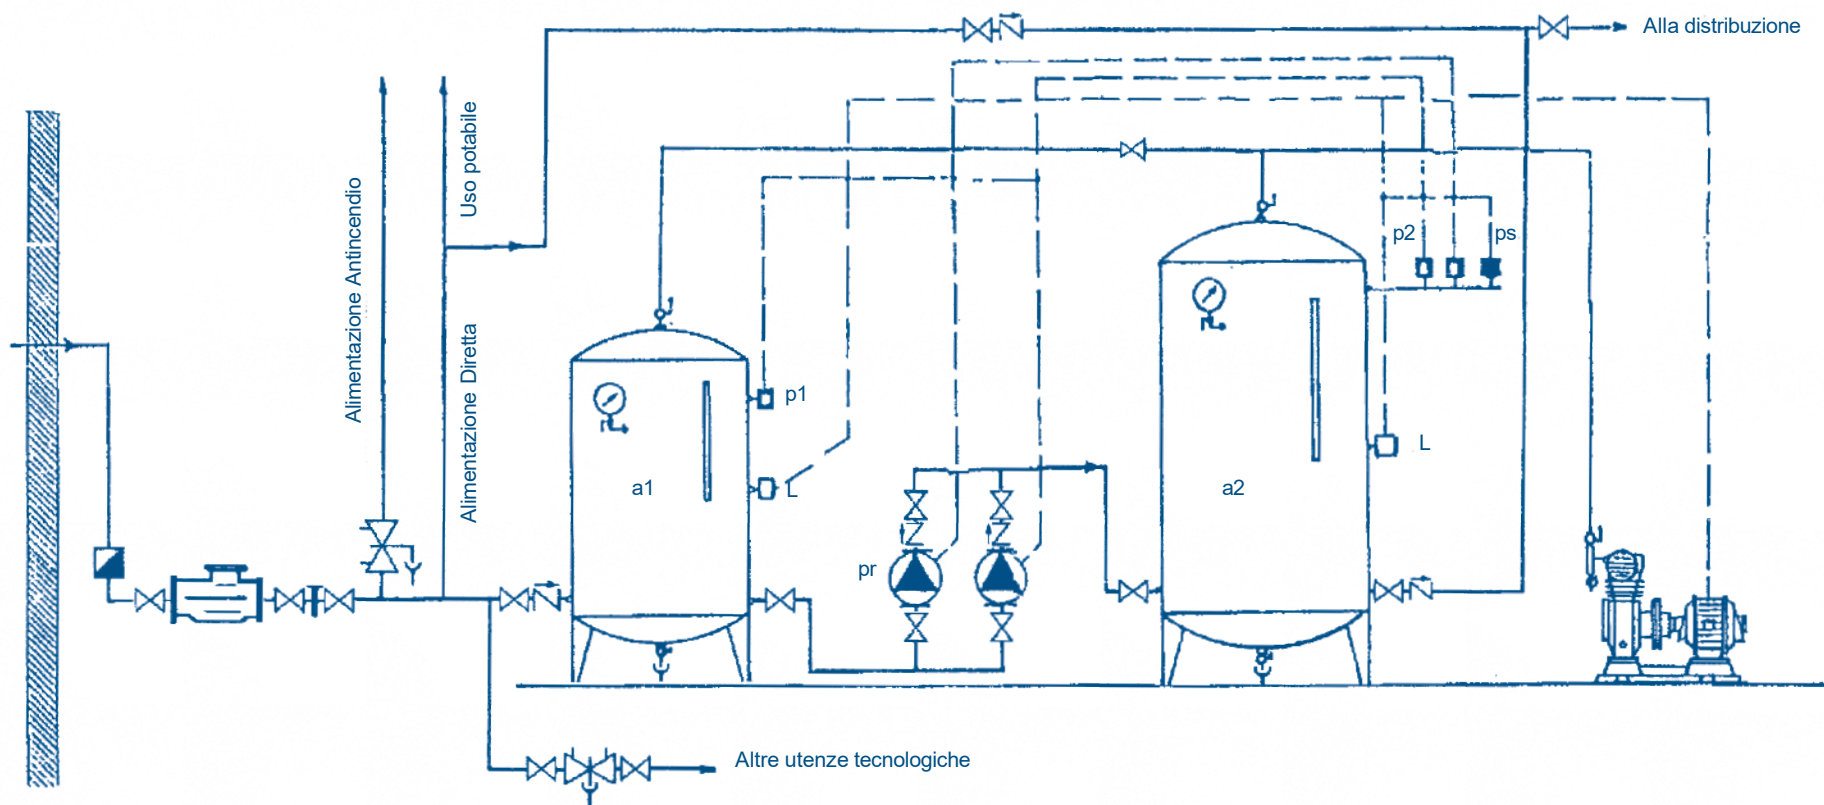 Alla distribuzione
Uso potabile
Alimentazione Antincendio
Alimentazione Diretta
p2
ps
p1
L
L
a1
a2
pr
Altre utenze tecnologiche